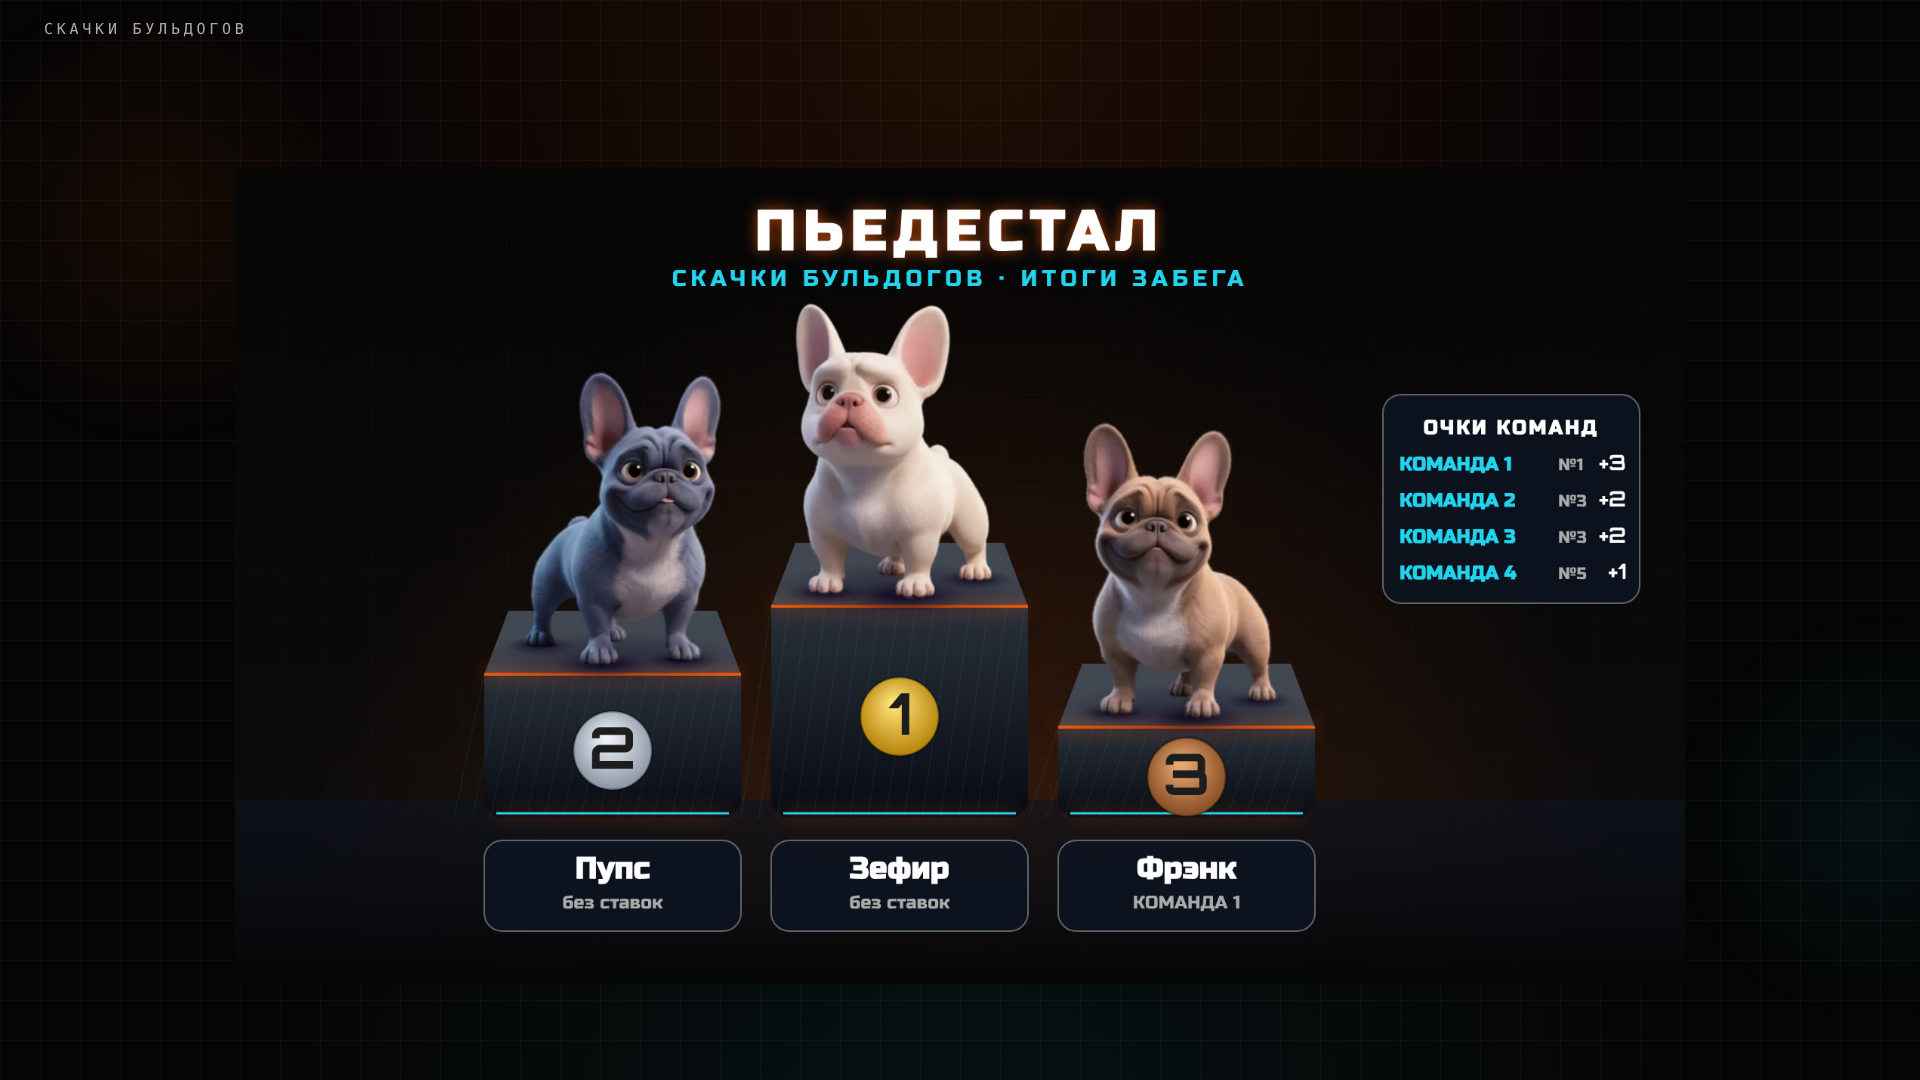 СКАЧКИ БУЛЬДОГОВ
ПЬЕДЕСТАЛ
СКАЧКИ БУЛЬДОГОВ · ИТОГИ ЗАБЕГА
ОЧКИ КОМАНД
КОМАНДА 1 №1 +3
КОМАНДА 2 №3 +2
КОМАНДА 3 №3 +2
КОМАНДА 4 №5 +1
2
1
3
Пупс
без ставок
Зефир
без ставок
Фрэнк
КОМАНДА 1